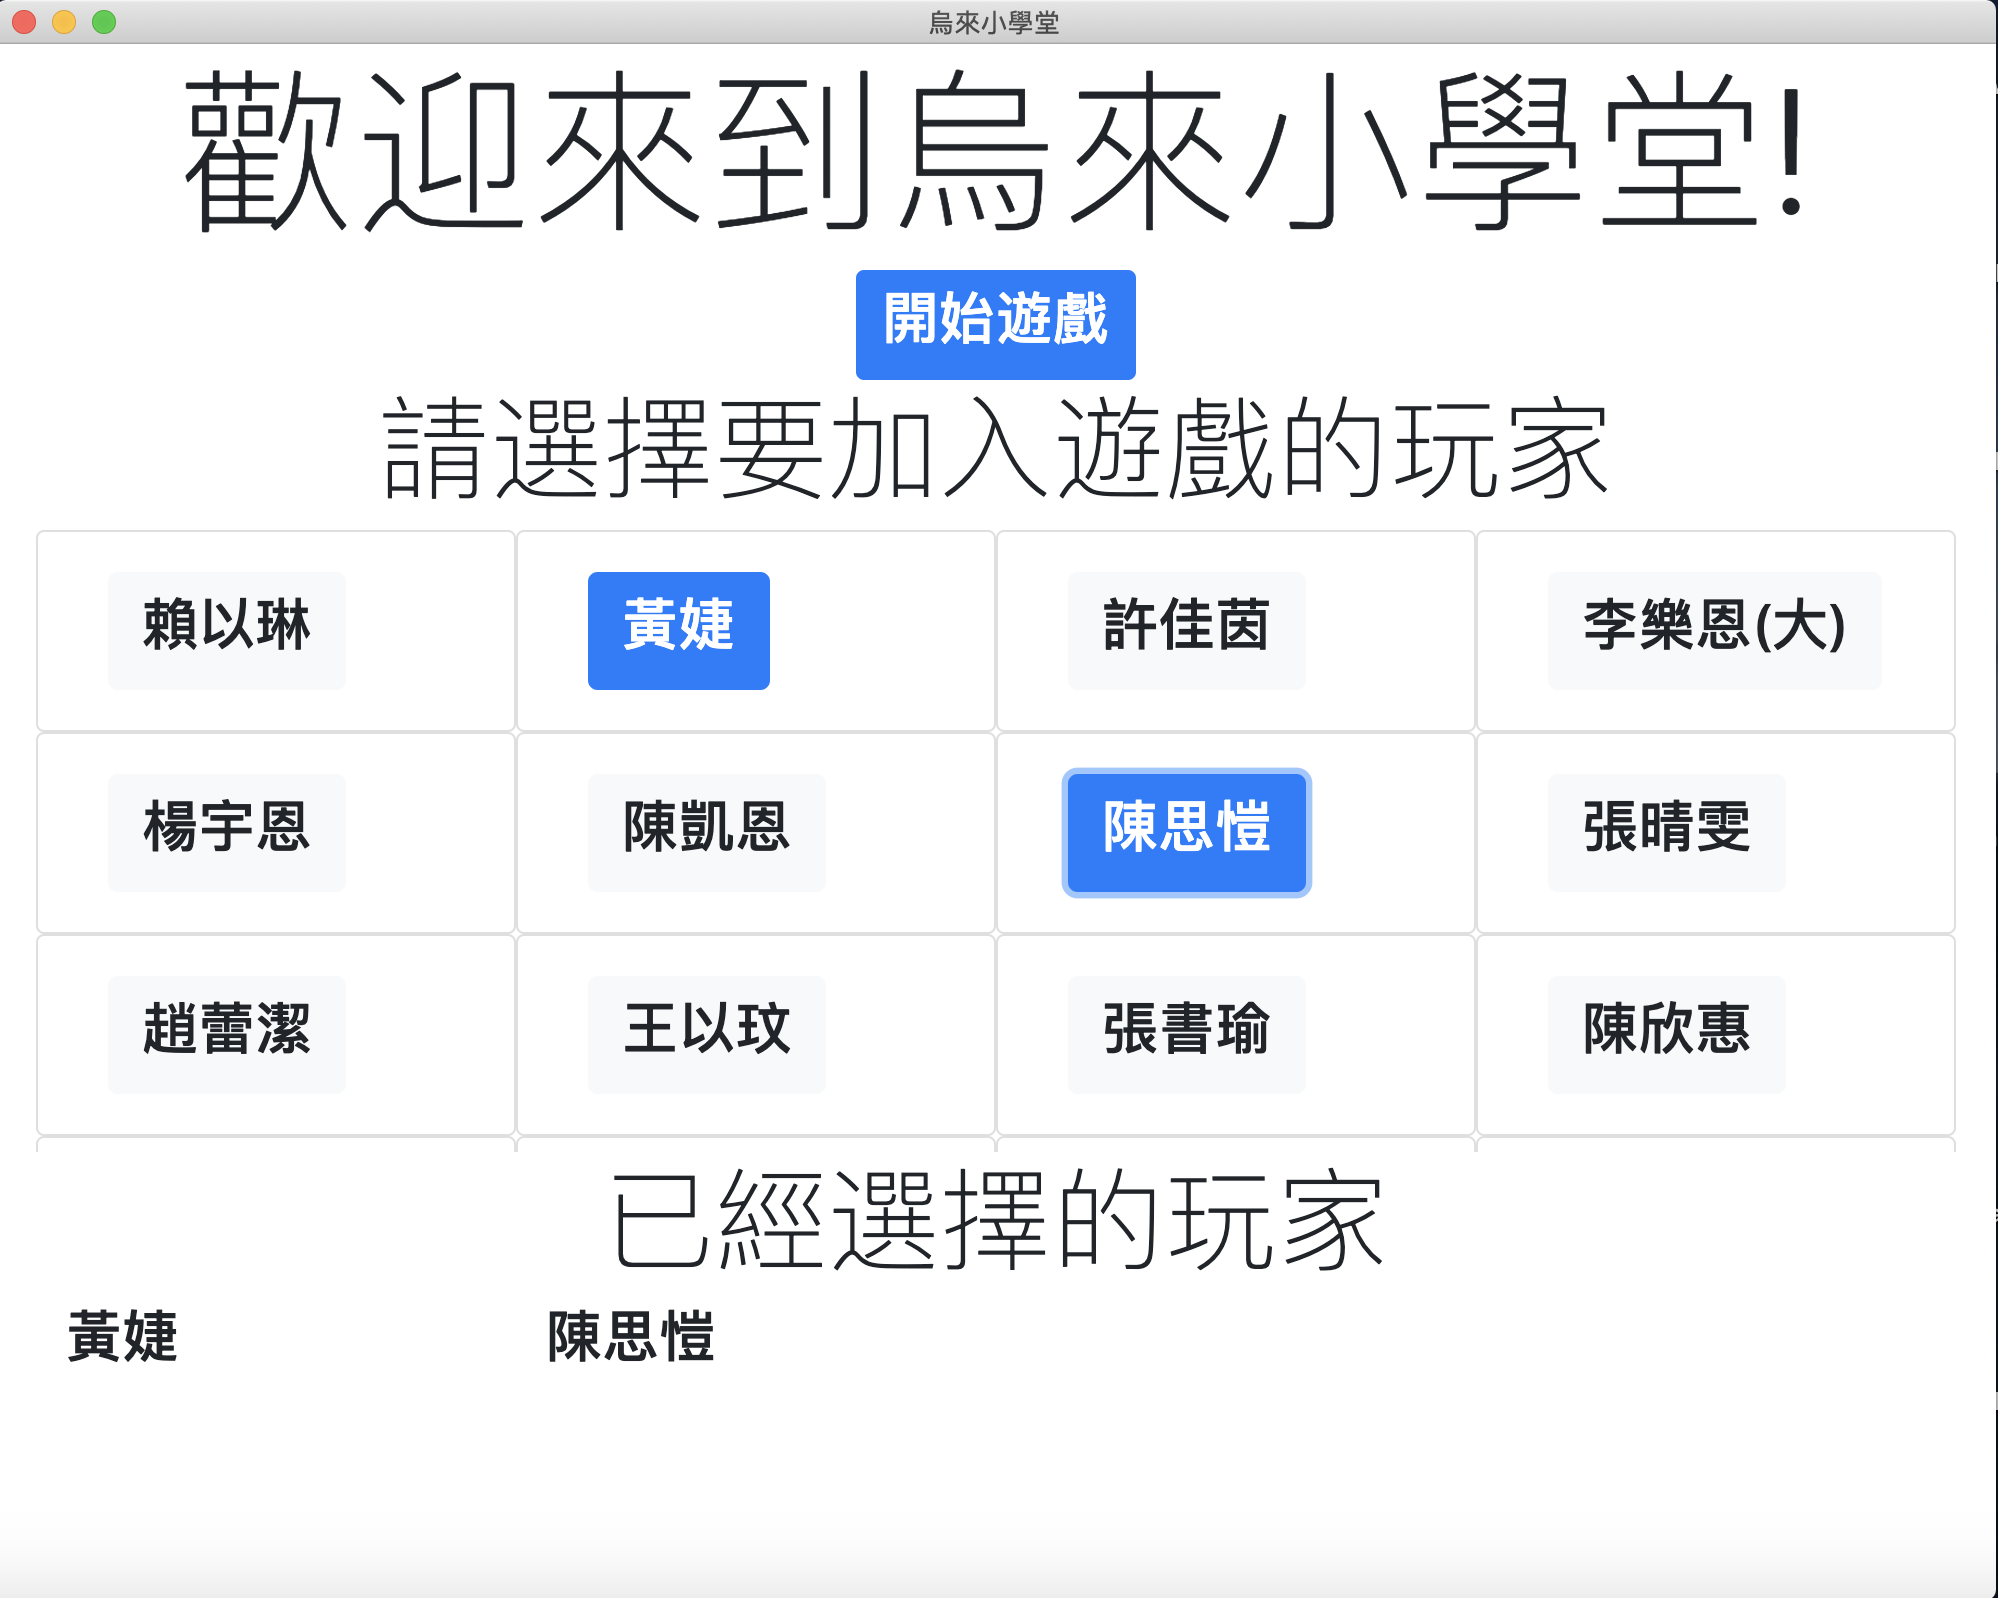 烏來小學堂
歡迎來到烏來小學堂!
開始遊戲
請選擇要加入遊戲的玩家
賴以琳 黃婕 許佳茵 李樂恩(大)
楊宇恩 陳凱恩 陳思愷 張晴雯
趙蕾潔 王以玟 張書瑜 陳欣惠
已經選擇的玩家
黃婕 陳思愷